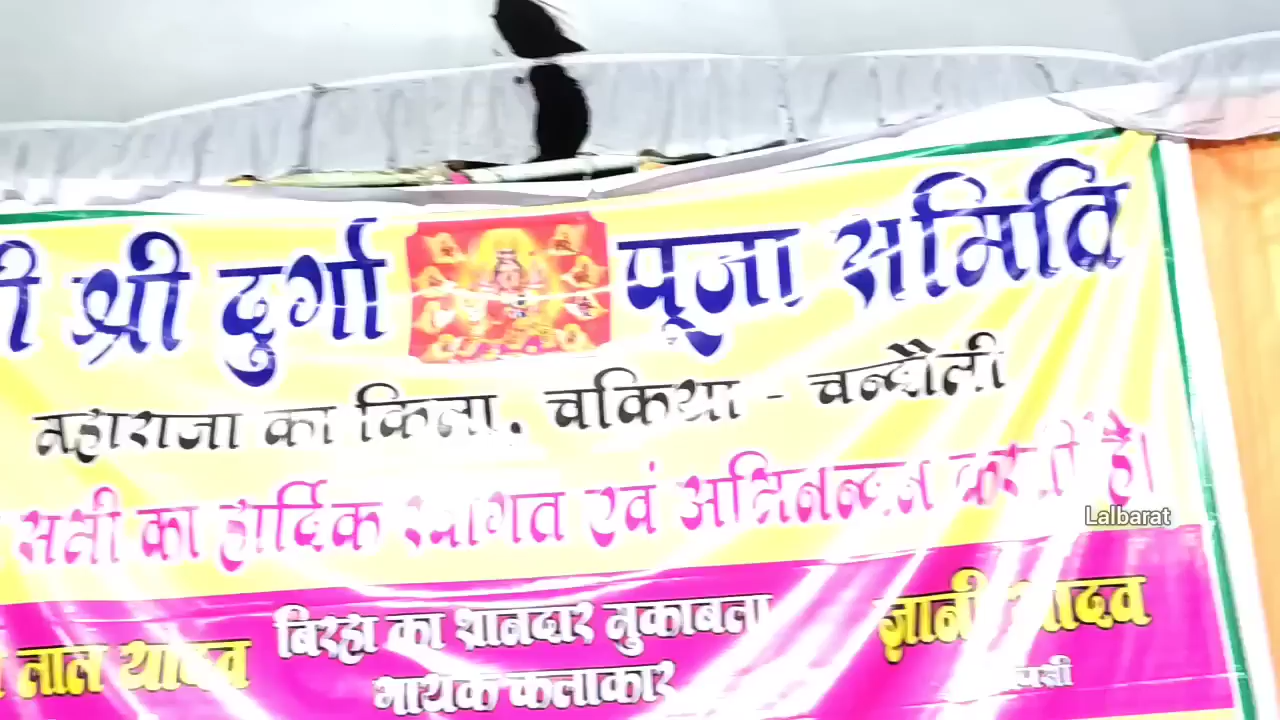 श्री दुर्गा पूजा समिति
महाराजा का किला, चकिया - चन्दौली
सभी का हार्दिक स्वागत एवं अभिनन्दन करती है।
Lalbarat
बिरहा का शानदार मुकाबला
लाल यादव
ज्ञानी यादव
गायक कलाकार